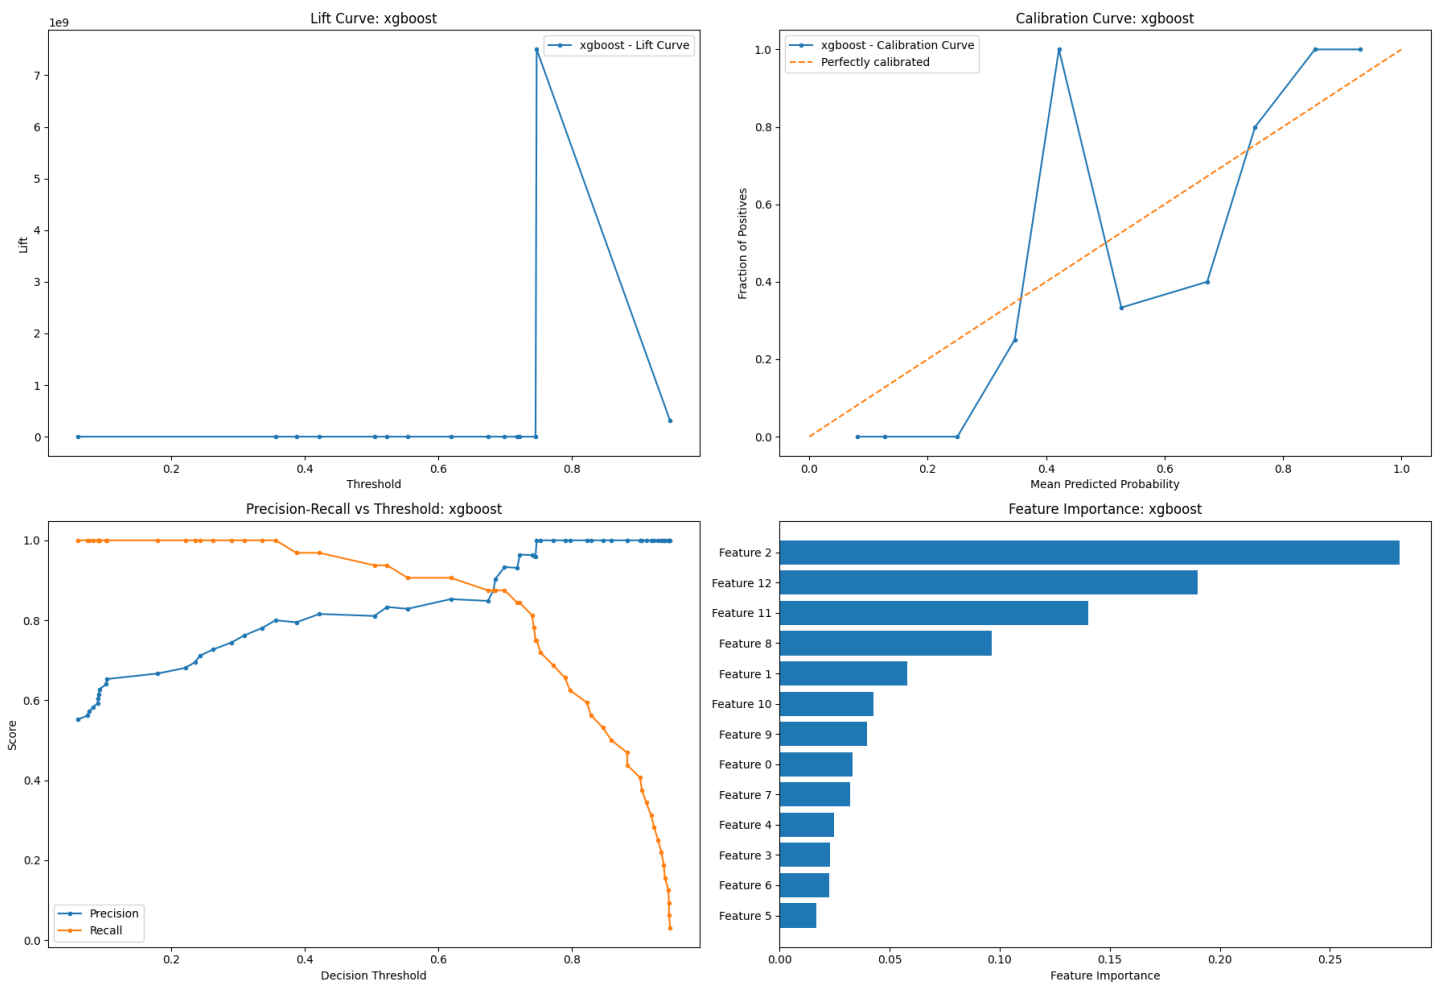 Lift Curve: xgboost
1e9
xgboost - Lift Curve
7
6
5
4
3
2
1
0
Lift
0.2 0.4 0.6 0.8
Threshold
Calibration Curve: xgboost
xgboost - Calibration Curve
Perfectly calibrated
1.0
0.8
0.6
0.4
0.2
0.0
Fraction of Positives
0.0 0.2 0.4 0.6 0.8 1.0
Mean Predicted Probability
Precision-Recall vs Threshold: xgboost
1.0
0.8
0.6
0.4
0.2
0.0
Score
Precision
Recall
0.2 0.4 0.6 0.8
Decision Threshold
Feature Importance: xgboost
Feature 2
Feature 12
Feature 11
Feature 8
Feature 1
Feature 10
Feature 9
Feature 0
Feature 7
Feature 4
Feature 3
Feature 6
Feature 5
0.00 0.05 0.10 0.15 0.20 0.25
Feature Importance